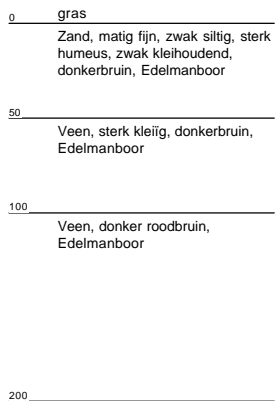 0 gras
Zand, matig fijn, zwak siltig, sterk
humeus, zwak kleihoudend,
donkerbruin, Edelmanboor
50
Veen, sterk kleiïg, donkerbruin,
Edelmanboor
100
Veen, donker roodbruin,
Edelmanboor
200